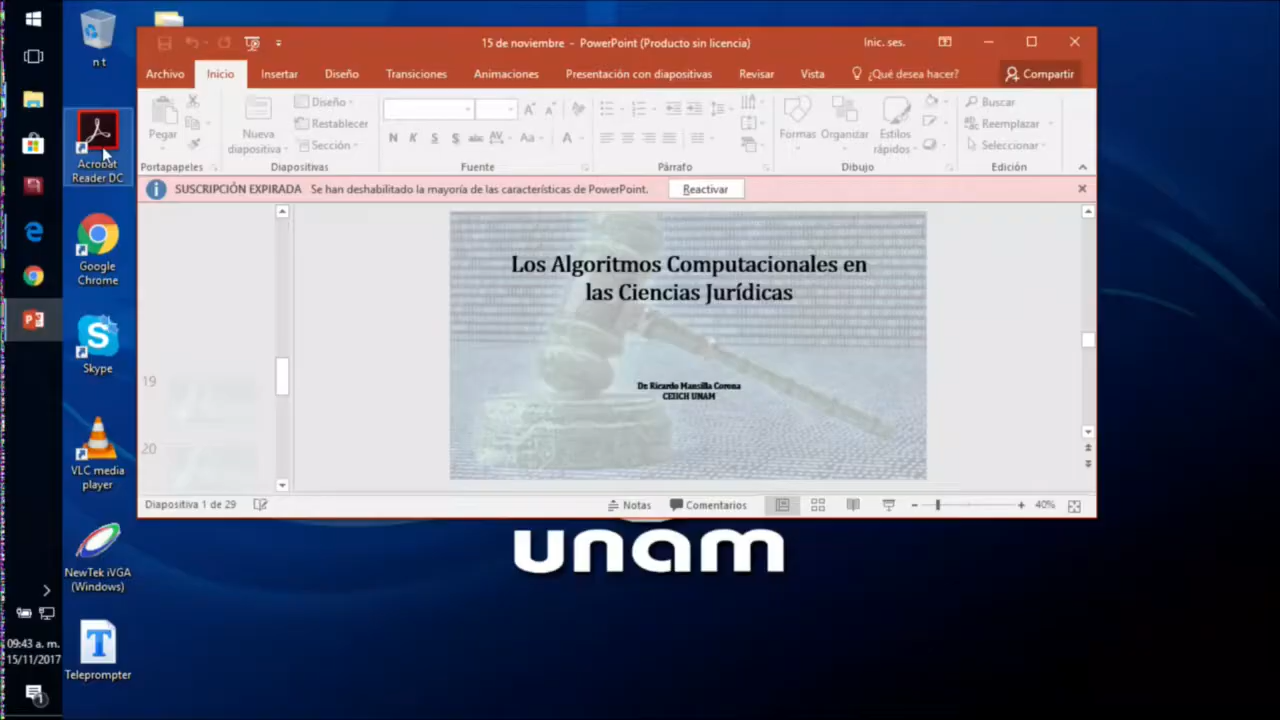 n t
Acrobat
Reader DC
Google
Chrome
Skype
VLC media
player
NewTek iVGA
(Windows)
Teleprompter
09:43 a. m.
15/11/2017
1
15 de noviembre - PowerPoint (Producto sin licencia)
Inic. ses.
Archivo Inicio Insertar Diseño Transiciones Animaciones Presentación con diapositivas Revisar Vista ¿Qué desea hacer? Compartir
Pegar
Nueva
diapositiva
Diseño
Restablecer
Sección
N K S S abc AV Aa A
Formas Organizar Estilos
rápidos
Buscar
Reemplazar
Seleccionar
Portapapeles Diapositivas Fuente Párrafo Dibujo Edición
SUSCRIPCIÓN EXPIRADA Se han deshabilitado la mayoría de las características de PowerPoint. Reactivar
19
20
Los Algoritmos Computacionales en
las Ciencias Jurídicas
Dr. Ricardo Mansilla Corona
CEIICH UNAM
Diapositiva 1 de 29 Notas Comentarios 40%
unam